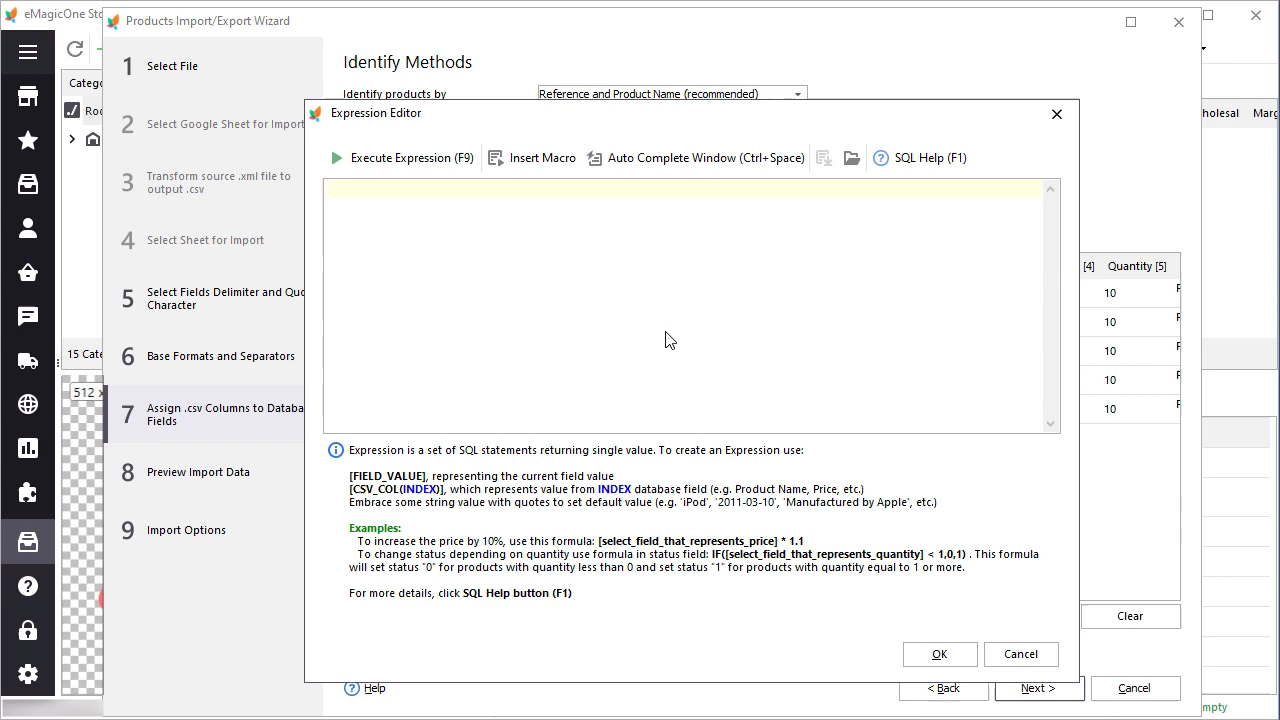 eMagicOne Sto
Products Import/Export Wizard
1 Select File
2 Select Google Sheet for Import
3 Transform source .xml file to
output .csv
4 Select Sheet for Import
5 Select Fields Delimiter and Quo
Character
6 Base Formats and Separators
7 Assign .csv Columns to Databa
Fields
8 Preview Import Data
9 Import Options
Identify Methods
Identify products by
Reference and Product Name (recommended)
Expression Editor
Execute Expression (F9)
Insert Macro
Auto Complete Window (Ctrl+Space)
SQL Help (F1)
Expression is a set of SQL statements returning single value. To create an Expression use:
[FIELD_VALUE], representing the current field value
[CSV_COL(INDEX)], which represents value from INDEX database field (e.g. Product Name, Price, etc.)
Embrace some string value with quotes to set default value (e.g. 'iPod', '2011-03-10', 'Manufactured by Apple', etc.)
Examples:
To increase the price by 10%, use this formula: [select_field_that_represents_price] * 1.1
To change status depending on quantity use formula in status field: IF([select_field_that_represents_quantity] < 1,0,1) . This formula
will set status "0" for products with quantity less than 0 and set status "1" for products with quantity equal to 1 or more.
For more details, click SQL Help button (F1)
OK
Cancel
Categ
Roo
15 Cate
512 x
[4]
Quantity [5]
10
10
10
10
10
Clear
Help
< Back
Next >
Cancel
holesal
Marg
mpty